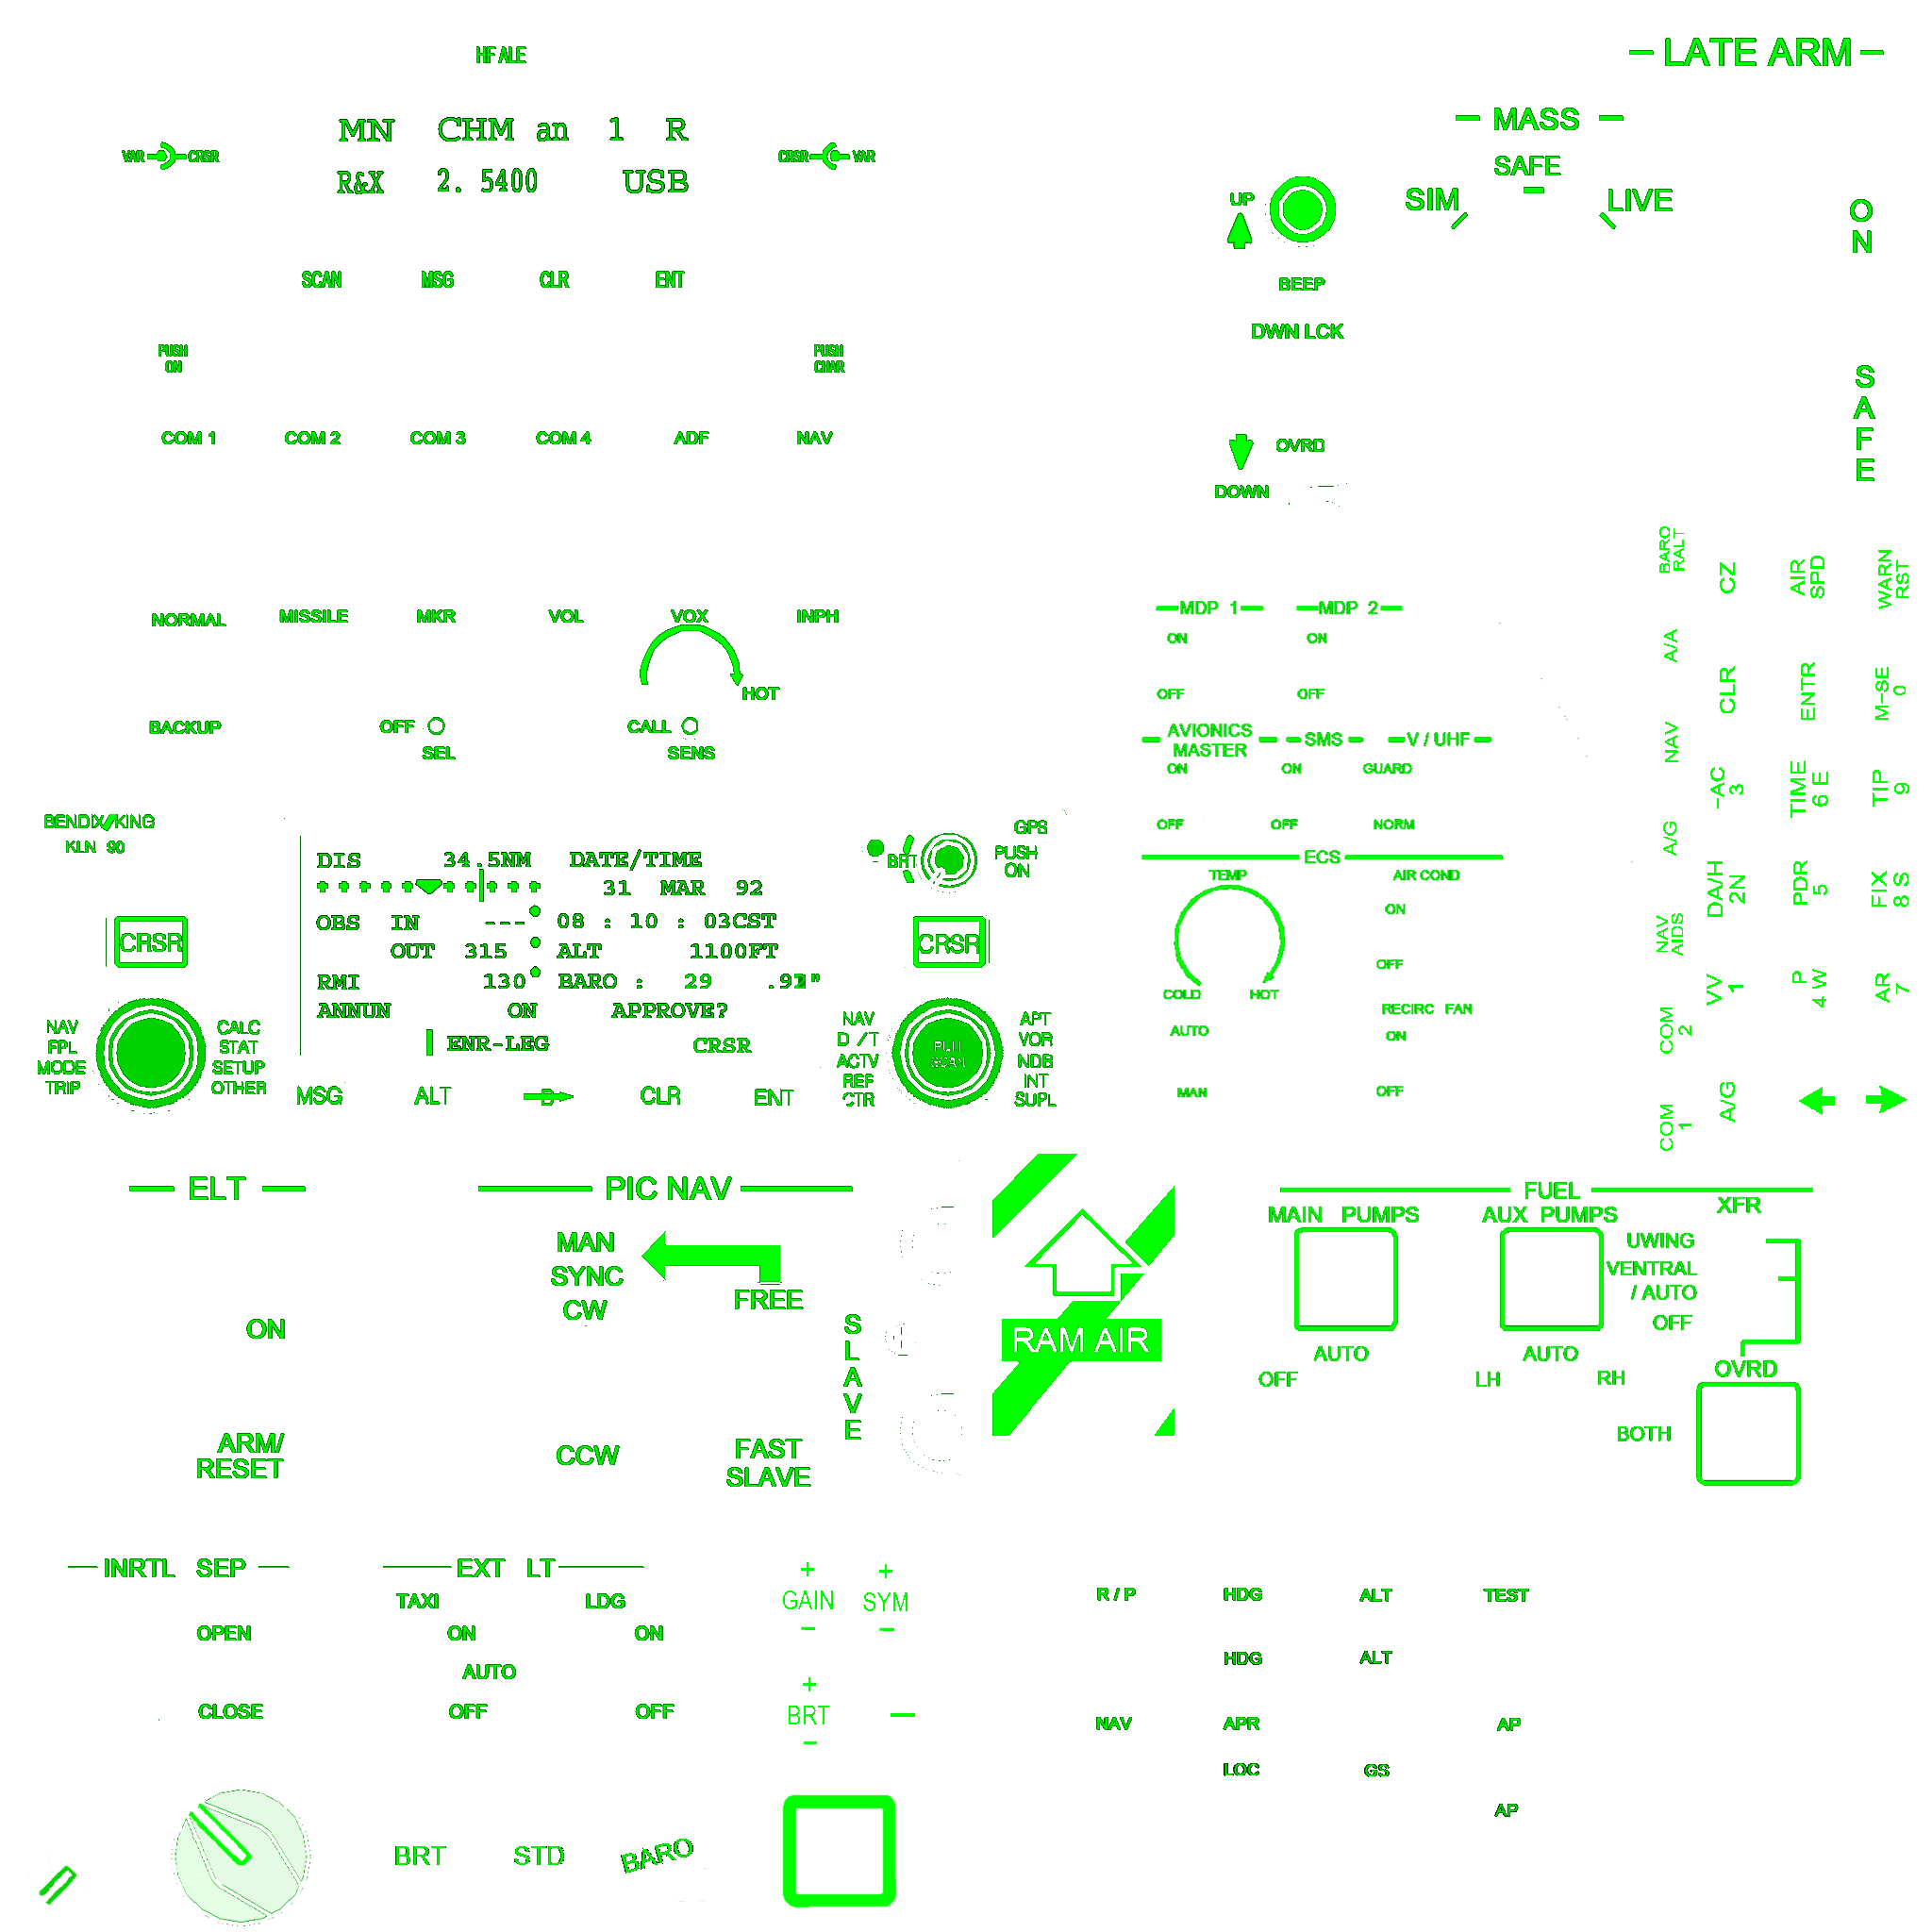 HF ALE
MN CHM an 1 R
VAR CRSR
CRSR VAR
R&X 2. 5400 USB
SCAN MSG CLR ENT
PUSH
ON
PUSH
CHAR
COM 1 COM 2 COM 3 COM 4 ADF NAV
NORMAL MISSILE MKR VOL VOX INPH
HOT
BACKUP OFF CALL
SEL SENS
LATE ARM
MASS
SAFE
SIM LIVE
ON
SAFE
UP
BEEP
DWN LCK
OVRD
DOWN
MDP 1 MDP 2
ON ON
OFF OFF
AVIONICS
MASTER
SMS V / UHF
ON ON GUARD
OFF OFF NORM
ECS
TEMP AIR COND
ON
OFF
COLD HOT
RECIRC FAN
AUTO ON
MAN OFF
BARO
RALT
CZ
AIR
SPD
WARN
RST
A/A
CLR
ENTR
M-SE
0
NAV
-AC
3
TIME
6 E
TIP
9
A/G
DA/H
2N
PDR
5
FIX
8 S
NAV
AIDS
VV
1
P
4 W
AR
7
COM
2
COM
1
A/G
BENDIX/KING
KLN 90
DIS 34.5NM DATE/TIME
31 MAR 92
OBS IN --- 08 : 10 : 03CST
OUT 315 ALT 1100FT
RMI 130 BARO : 29
ANNUN ON APPROVE?
ENR-LEG CRSR
BRT
GPS
PUSH
ON
CRSR
CRSR
NAV
FPL
MODE
TRIP
CALC
STAT
SETUP
OTHER
NAV
D / T
ACTV
REF
CTR
SCAN
APT
VOR
NDB
INT
SUPL
MSG ALT D CLR ENT
ELT
ON
ARM/
RESET
PIC NAV
MAN
SYNC
CW
FREE
SLAVE
CCW
FAST
SLAVE
RAM AIR
FUEL
MAIN PUMPS AUX PUMPS XFR
UWING
VENTRAL
/ AUTO
OFF
AUTO AUTO
OFF LH RH
OVRD
BOTH
INRTL SEP
OPEN
CLOSE
EXT LT
TAXI LDG
ON ON
AUTO
OFF OFF
+ +
GAIN SYM
- -
+
BRT
-
R / P HDG ALT TEST
HDG ALT
NAV APR AP
LOC GS
AP
BRT STD BARO